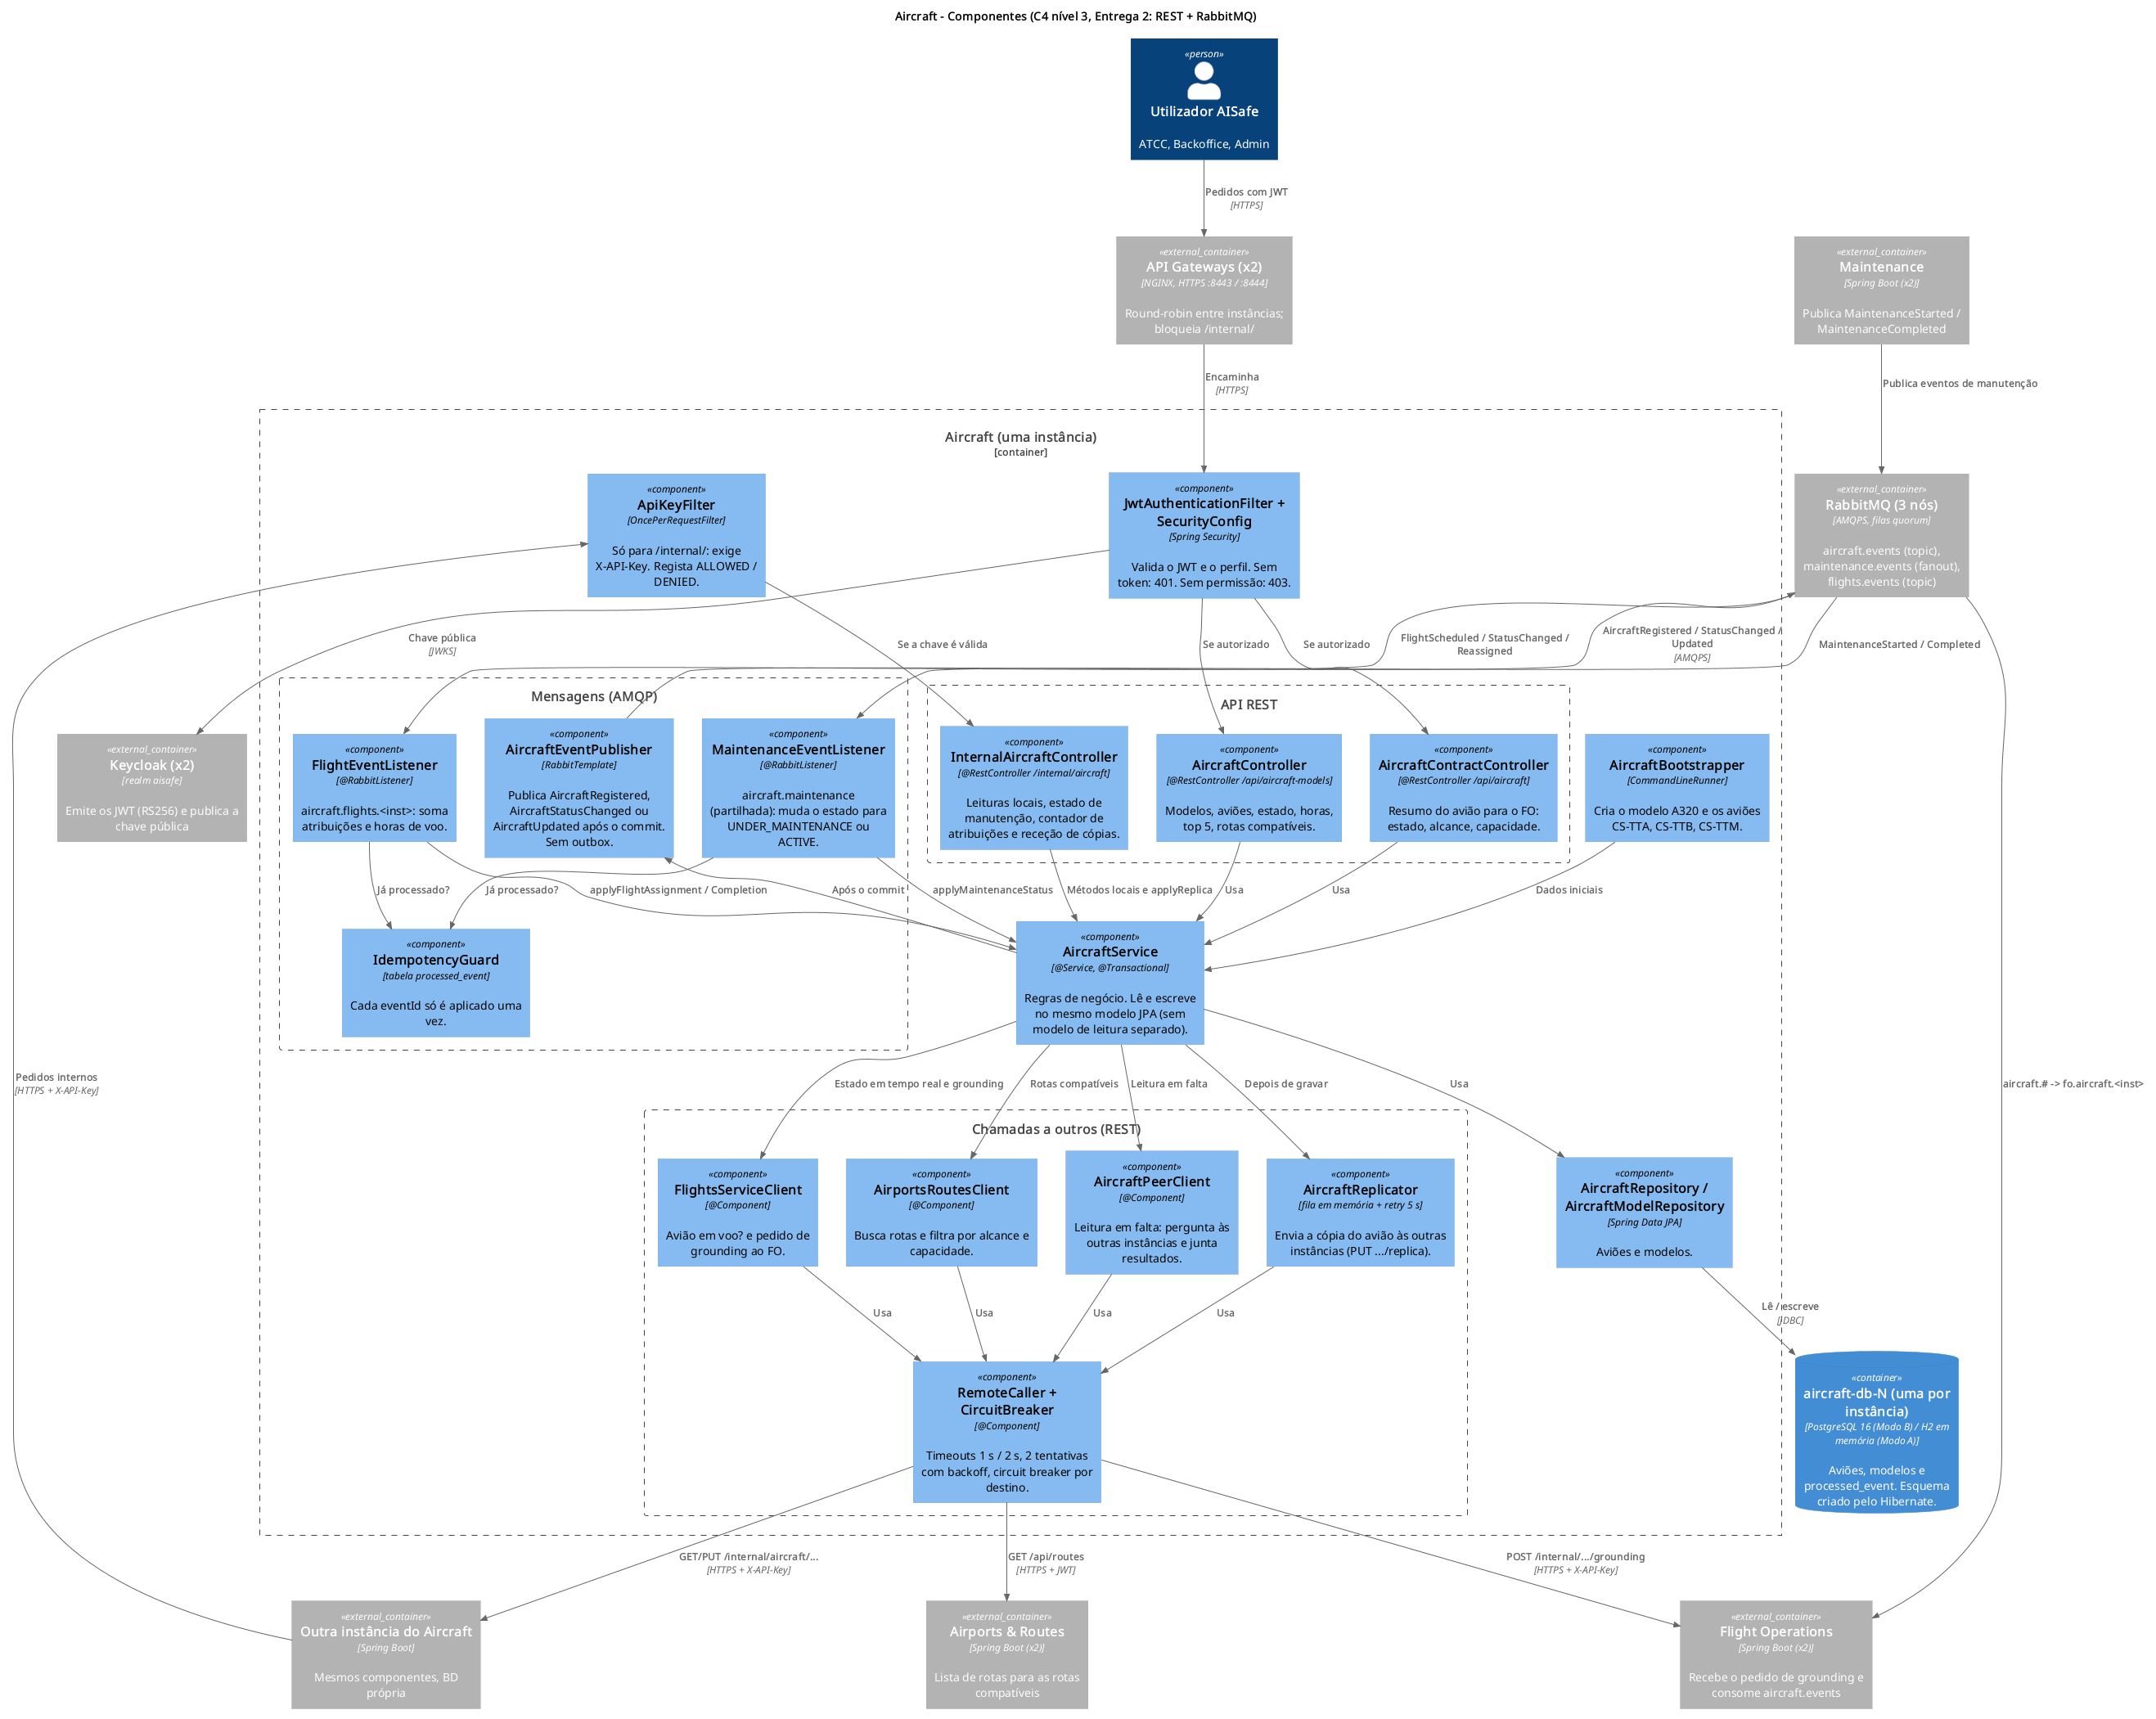 Aircraft - Componentes (C4 nível 3, Entrega 2: REST + RabbitMQ)
«person»
Utilizador AISafe
ATCC, Backoffice, Admin
Pedidos com JWT
[HTTPS]
«external_container»
API Gateways (x2)
[NGINX, HTTPS :8443 / :8444]
Round-robin entre instâncias;
bloqueia /internal/
«external_container»
Maintenance
[Spring Boot (x2)]
Publica MaintenanceStarted /
MaintenanceCompleted
Encaminha
[HTTPS]
Publica eventos de manutenção
Aircraft (uma instância)
[container]
«component»
ApiKeyFilter
[OncePerRequestFilter]
Só para /internal/: exige
X-API-Key. Regista ALLOWED /
DENIED.
«component»
JwtAuthenticationFilter +
SecurityConfig
[Spring Security]
Valida o JWT e o perfil. Sem
token: 401. Sem permissão: 403.
«external_container»
RabbitMQ (3 nós)
[AMQPS, filas quorum]
aircraft.events (topic),
maintenance.events (fanout),
flights.events (topic)
Chave pública
[JWKS]
Se a chave é válida
Se autorizado
Se autorizado
FlightScheduled / StatusChanged /
Reassigned
AircraftRegistered / StatusChanged /
Updated
[AMQPS]
MaintenanceStarted / Completed
Mensagens (AMQP)
API REST
«external_container»
Keycloak (x2)
[realm aisafe]
Emite os JWT (RS256) e publica a
chave pública
«component»
FlightEventListener
[@RabbitListener]
aircraft.flights.<inst>: soma
atribuições e horas de voo.
«component»
AircraftEventPublisher
[RabbitTemplate]
Publica AircraftRegistered,
AircraftStatusChanged ou
AircraftUpdated após o commit.
Sem outbox.
«component»
MaintenanceEventListener
[@RabbitListener]
aircraft.maintenance
(partilhada): muda o estado para
UNDER_MAINTENANCE ou
ACTIVE.
«component»
InternalAircraftController
[@RestController /internal/aircraft]
Leituras locais, estado de
manutenção, contador de
atribuições e receção de cópias.
«component»
AircraftController
[@RestController /api/aircraft-models]
Modelos, aviões, estado, horas,
top 5, rotas compatíveis.
«component»
AircraftContractController
[@RestController /api/aircraft]
Resumo do avião para o FO:
estado, alcance, capacidade.
«component»
AircraftBootstrapper
[CommandLineRunner]
Cria o modelo A320 e os aviões
CS-TTA, CS-TTB, CS-TTM.
Já processado?
Já processado?
applyFlightAssignment / Completion
Após o commit
applyMaintenanceStatus
Métodos locais e applyReplica
Usa
Usa
Dados iniciais
«component»
IdempotencyGuard
[tabela processed_event]
Cada eventId só é aplicado uma
vez.
«component»
AircraftService
[@Service, @Transactional]
Regras de negócio. Lê e escreve
no mesmo modelo JPA (sem
modelo de leitura separado).
Pedidos internos
[HTTPS + X-API-Key]
Estado em tempo real e grounding
Rotas compatíveis
Leitura em falta
Depois de gravar
Usa
aircraft.# -> fo.aircraft.<inst>
Chamadas a outros (REST)
«component»
FlightsServiceClient
[@Component]
Avião em voo? e pedido de
grounding ao FO.
«component»
AirportsRoutesClient
[@Component]
Busca rotas e filtra por alcance e
capacidade.
«component»
AircraftPeerClient
[@Component]
Leitura em falta: pergunta às
outras instâncias e junta
resultados.
«component»
AircraftReplicator
[fila em memória + retry 5 s]
Envia a cópia do avião às outras
instâncias (PUT .../replica).
«component»
AircraftRepository /
AircraftModelRepository
[Spring Data JPA]
Aviões e modelos.
Usa
Usa
Usa
Usa
Lê / escreve
[JDBC]
«component»
RemoteCaller +
CircuitBreaker
[@Component]
Timeouts 1 s / 2 s, 2 tentativas
com backoff, circuit breaker por
destino.
«container»
aircraft-db-N (uma por
instância)
[PostgreSQL 16 (Modo B) / H2 em
memória (Modo A)]
Aviões, modelos e
processed_event. Esquema
criado pelo Hibernate.
GET/PUT /internal/aircraft/...
[HTTPS + X-API-Key]
GET /api/routes
[HTTPS + JWT]
POST /internal/.../grounding
[HTTPS + X-API-Key]
«external_container»
Outra instância do Aircraft
[Spring Boot]
Mesmos componentes, BD
própria
«external_container»
Airports & Routes
[Spring Boot (x2)]
Lista de rotas para as rotas
compatíveis
«external_container»
Flight Operations
[Spring Boot (x2)]
Recebe o pedido de grounding e
consome aircraft.events